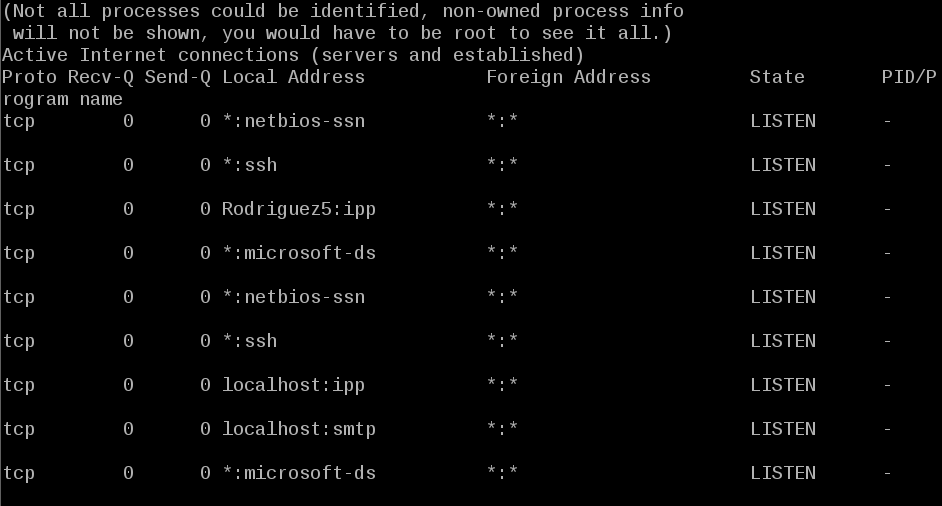 (Not all processes could be identified, non-owned process info
 will not be shown, you would have to be root to see it all.)
Active Internet connections (servers and established)
Proto Recv-Q Send-Q Local Address           Foreign Address         State       PID/P
rogram name
tcp        0      0 *:netbios-ssn           *:*                     LISTEN      -
tcp        0      0 *:ssh                   *:*                     LISTEN      -
tcp        0      0 Rodriguez5:ipp          *:*                     LISTEN      -
tcp        0      0 *:microsoft-ds          *:*                     LISTEN      -
tcp        0      0 *:netbios-ssn           *:*                     LISTEN      -
tcp        0      0 *:ssh                   *:*                     LISTEN      -
tcp        0      0 localhost:ipp           *:*                     LISTEN      -
tcp        0      0 localhost:smtp          *:*                     LISTEN      -
tcp        0      0 *:microsoft-ds          *:*                     LISTEN      -